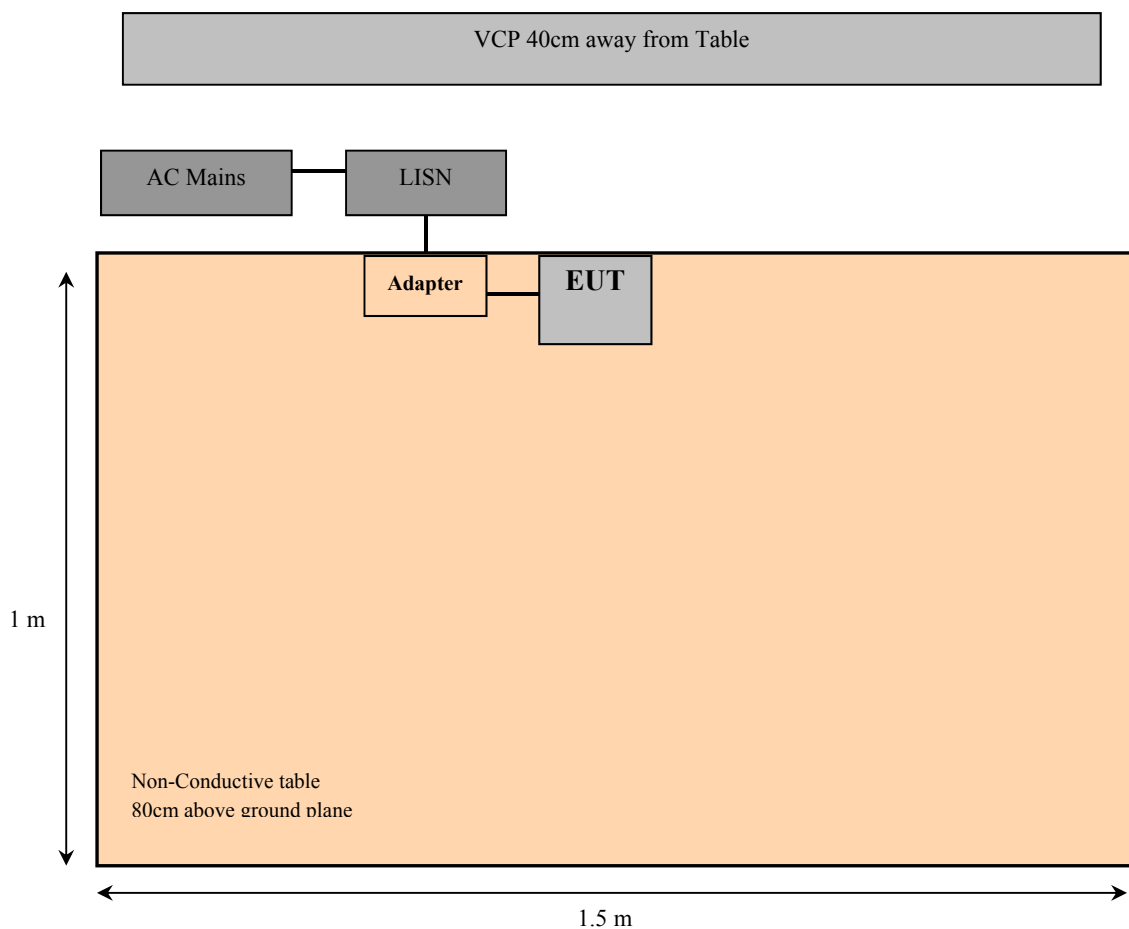 VCP 40cm away from Table
AC Mains
LISN
Adapter
EUT
1 m
Non-Conductive table
80cm above ground plane
1.5 m